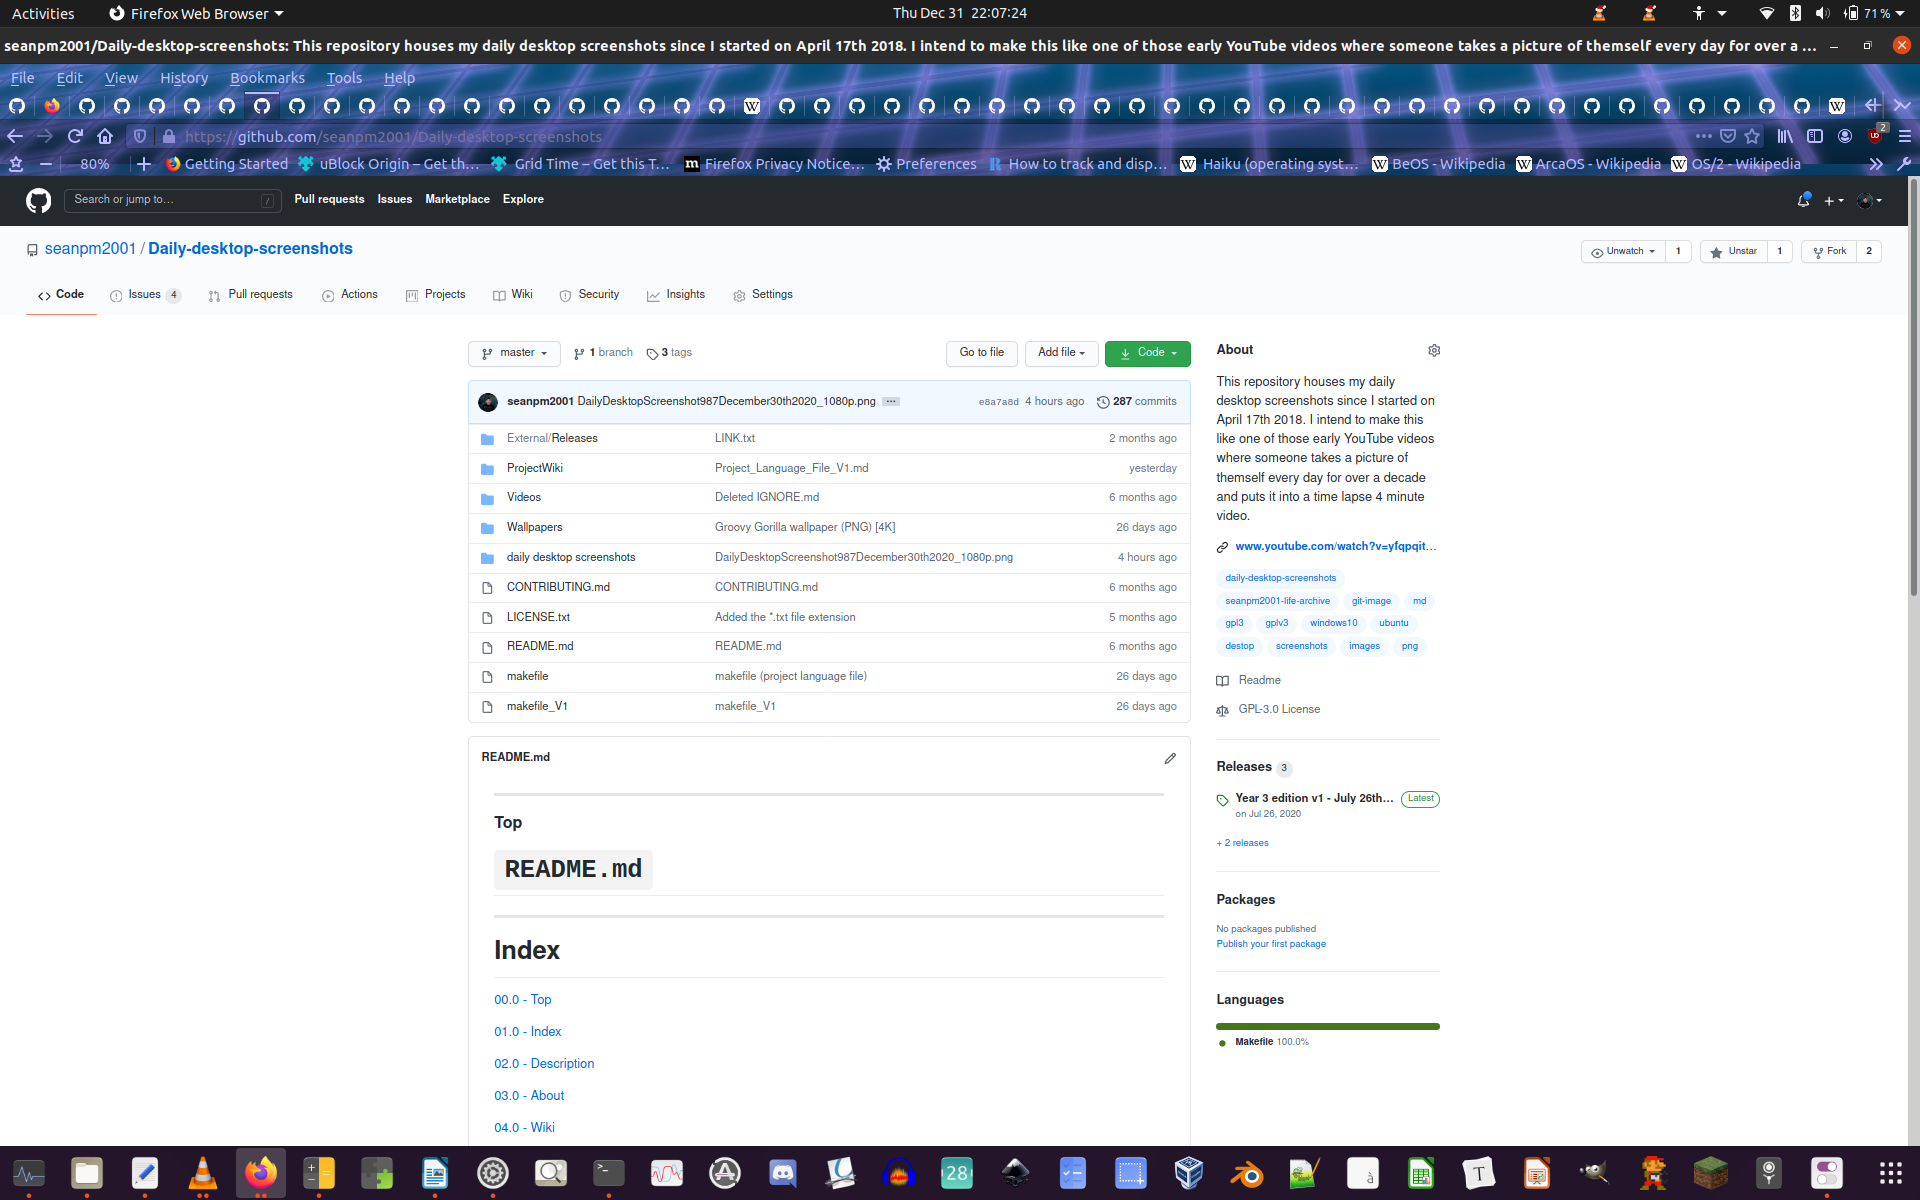 Activities Firefox Web Browser Thu Dec 31 22:07:24 71 %
seanpm2001/Daily-desktop-screenshots: This repository houses my daily desktop screenshots since I started on April 17th 2018. I intend to make this like one of those early YouTube videos where someone takes a picture of themself every day for over a ...
File Edit View History Bookmarks Tools Help
https://github.com/seanpm2001/Daily-desktop-screenshots 2
80% Getting Started uBlock Origin – Get th… Grid Time – Get this T… Firefox Privacy Notice… Preferences How to track and disp… Haiku (operating syst… BeOS - Wikipedia ArcaOS - Wikipedia OS/2 - Wikipedia
Search or jump to… / Pull requests Issues Marketplace Explore
seanpm2001 / Daily-desktop-screenshots Unwatch 1 Unstar 1 Fork 2
Code Issues 4 Pull requests Actions Projects Wiki Security Insights Settings
master 1 branch 3 tags Go to file Add file Code
seanpm2001 DailyDesktopScreenshot987December30th2020_1080p.png ... e8a7a8d 4 hours ago 287 commits
External/Releases LINK.txt 2 months ago
ProjectWiki Project_Language_File_V1.md yesterday
Videos Deleted IGNORE.md 6 months ago
Wallpapers Groovy Gorilla wallpaper (PNG) [4K] 26 days ago
daily desktop screenshots DailyDesktopScreenshot987December30th2020_1080p.png 4 hours ago
CONTRIBUTING.md CONTRIBUTING.md 6 months ago
LICENSE.txt Added the *.txt file extension 5 months ago
README.md README.md 6 months ago
makefile makefile (project language file) 26 days ago
makefile_V1 makefile_V1 26 days ago
README.md
Top
README.md
Index
00.0 - Top
01.0 - Index
02.0 - Description
03.0 - About
04.0 - Wiki
About
This repository houses my daily
desktop screenshots since I started on
April 17th 2018. I intend to make this
like one of those early YouTube videos
where someone takes a picture of
themself every day for over a decade
and puts it into a time lapse 4 minute
video.
www.youtube.com/watch?v=yfqpqit…
daily-desktop-screenshots
seanpm2001-life-archive git-image md
gpl3 gplv3 windows10 ubuntu
destop screenshots images png
Readme
GPL-3.0 License
Releases 3
Year 3 edition v1 - July 26th… Latest
on Jul 26, 2020
+ 2 releases
Packages
No packages published
Publish your first package
Languages
Makefile 100.0%
28